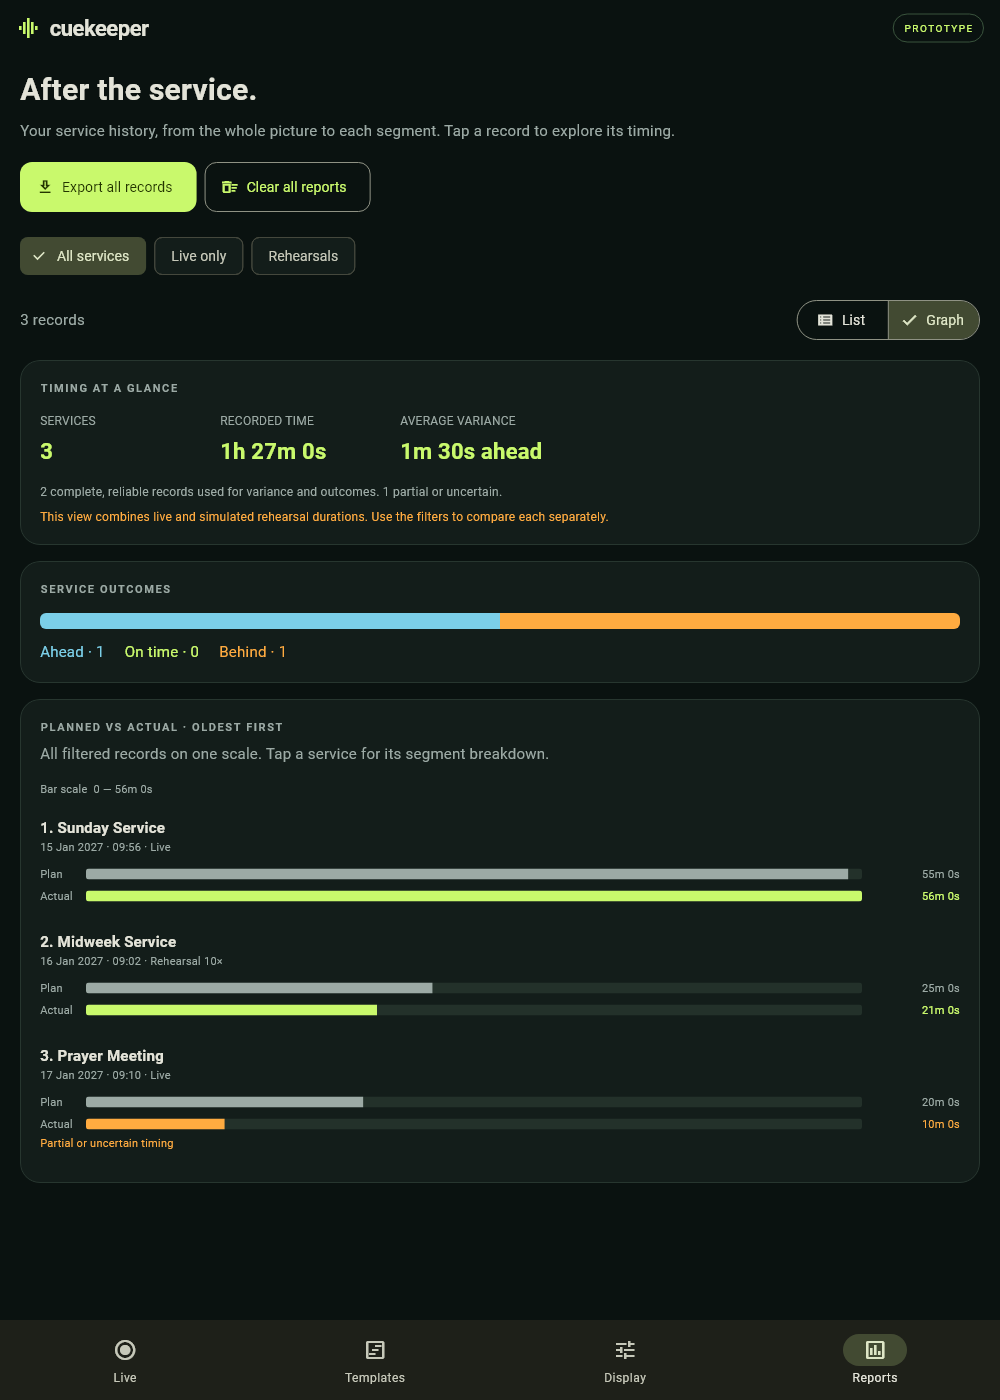 cuekeeper
PROTOTYPE
After the service.
Your service history, from the whole picture to each segment. Tap a record to explore its timing.
Export all records
Clear all reports
All services
Live only
Rehearsals
3 records
List
Graph
TIMING AT A GLANCE
SERVICES
3
RECORDED TIME
1h 27m 0s
AVERAGE VARIANCE
1m 30s ahead
2 complete, reliable records used for variance and outcomes. 1 partial or uncertain.
This view combines live and simulated rehearsal durations. Use the filters to compare each separately.
SERVICE OUTCOMES
Ahead · 1 On time · 0 Behind · 1
PLANNED VS ACTUAL · OLDEST FIRST
All filtered records on one scale. Tap a service for its segment breakdown.
Bar scale 0 — 56m 0s
1. Sunday Service
15 Jan 2027 · 09:56 · Live
Plan 55m 0s
Actual 56m 0s
2. Midweek Service
16 Jan 2027 · 09:02 · Rehearsal 10×
Plan 25m 0s
Actual 21m 0s
3. Prayer Meeting
17 Jan 2027 · 09:10 · Live
Plan 20m 0s
Actual 10m 0s
Partial or uncertain timing
Live
Templates
Display
Reports